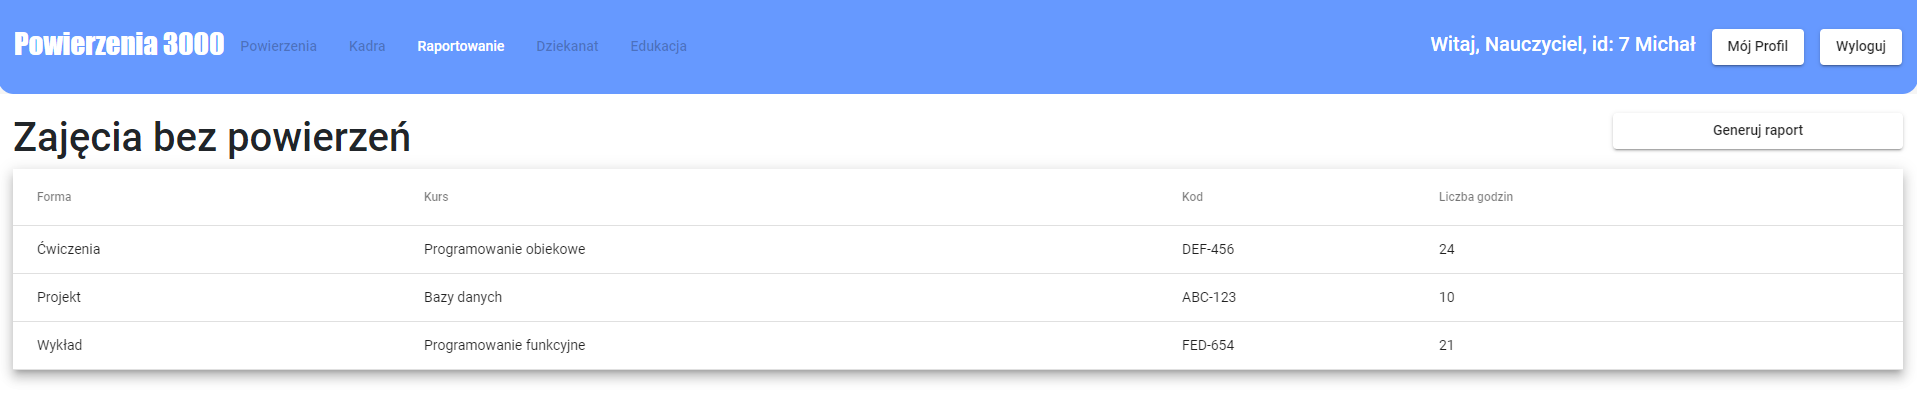 Powierzenia 3000 Powierzenia Kadra Raportowanie Dziekanat Edukacja Witaj, Nauczyciel, id: 7 Michał Mój Profil Wyloguj
Zajęcia bez powierzeń Generuj raport
Forma Kurs Kod Liczba godzin
Ćwiczenia Programowanie obiekowe DEF-456 24
Projekt Bazy danych ABC-123 10
Wykład Programowanie funkcyjne FED-654 21